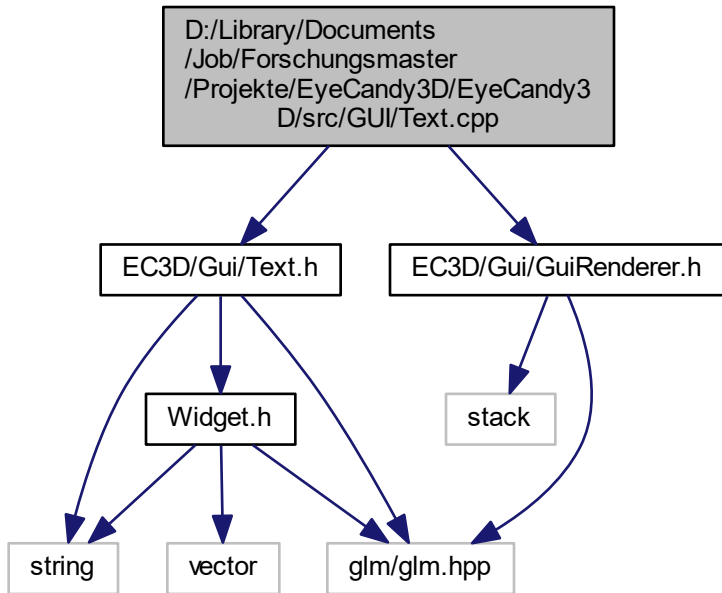 D:/Library/Documents
/Job/Forschungsmaster
/Projekte/EyeCandy3D/EyeCandy3
D/src/GUI/Text.cpp
EC3D/Gui/Text.h
EC3D/Gui/GuiRenderer.h
Widget.h
stack
string
vector
glm/glm.hpp